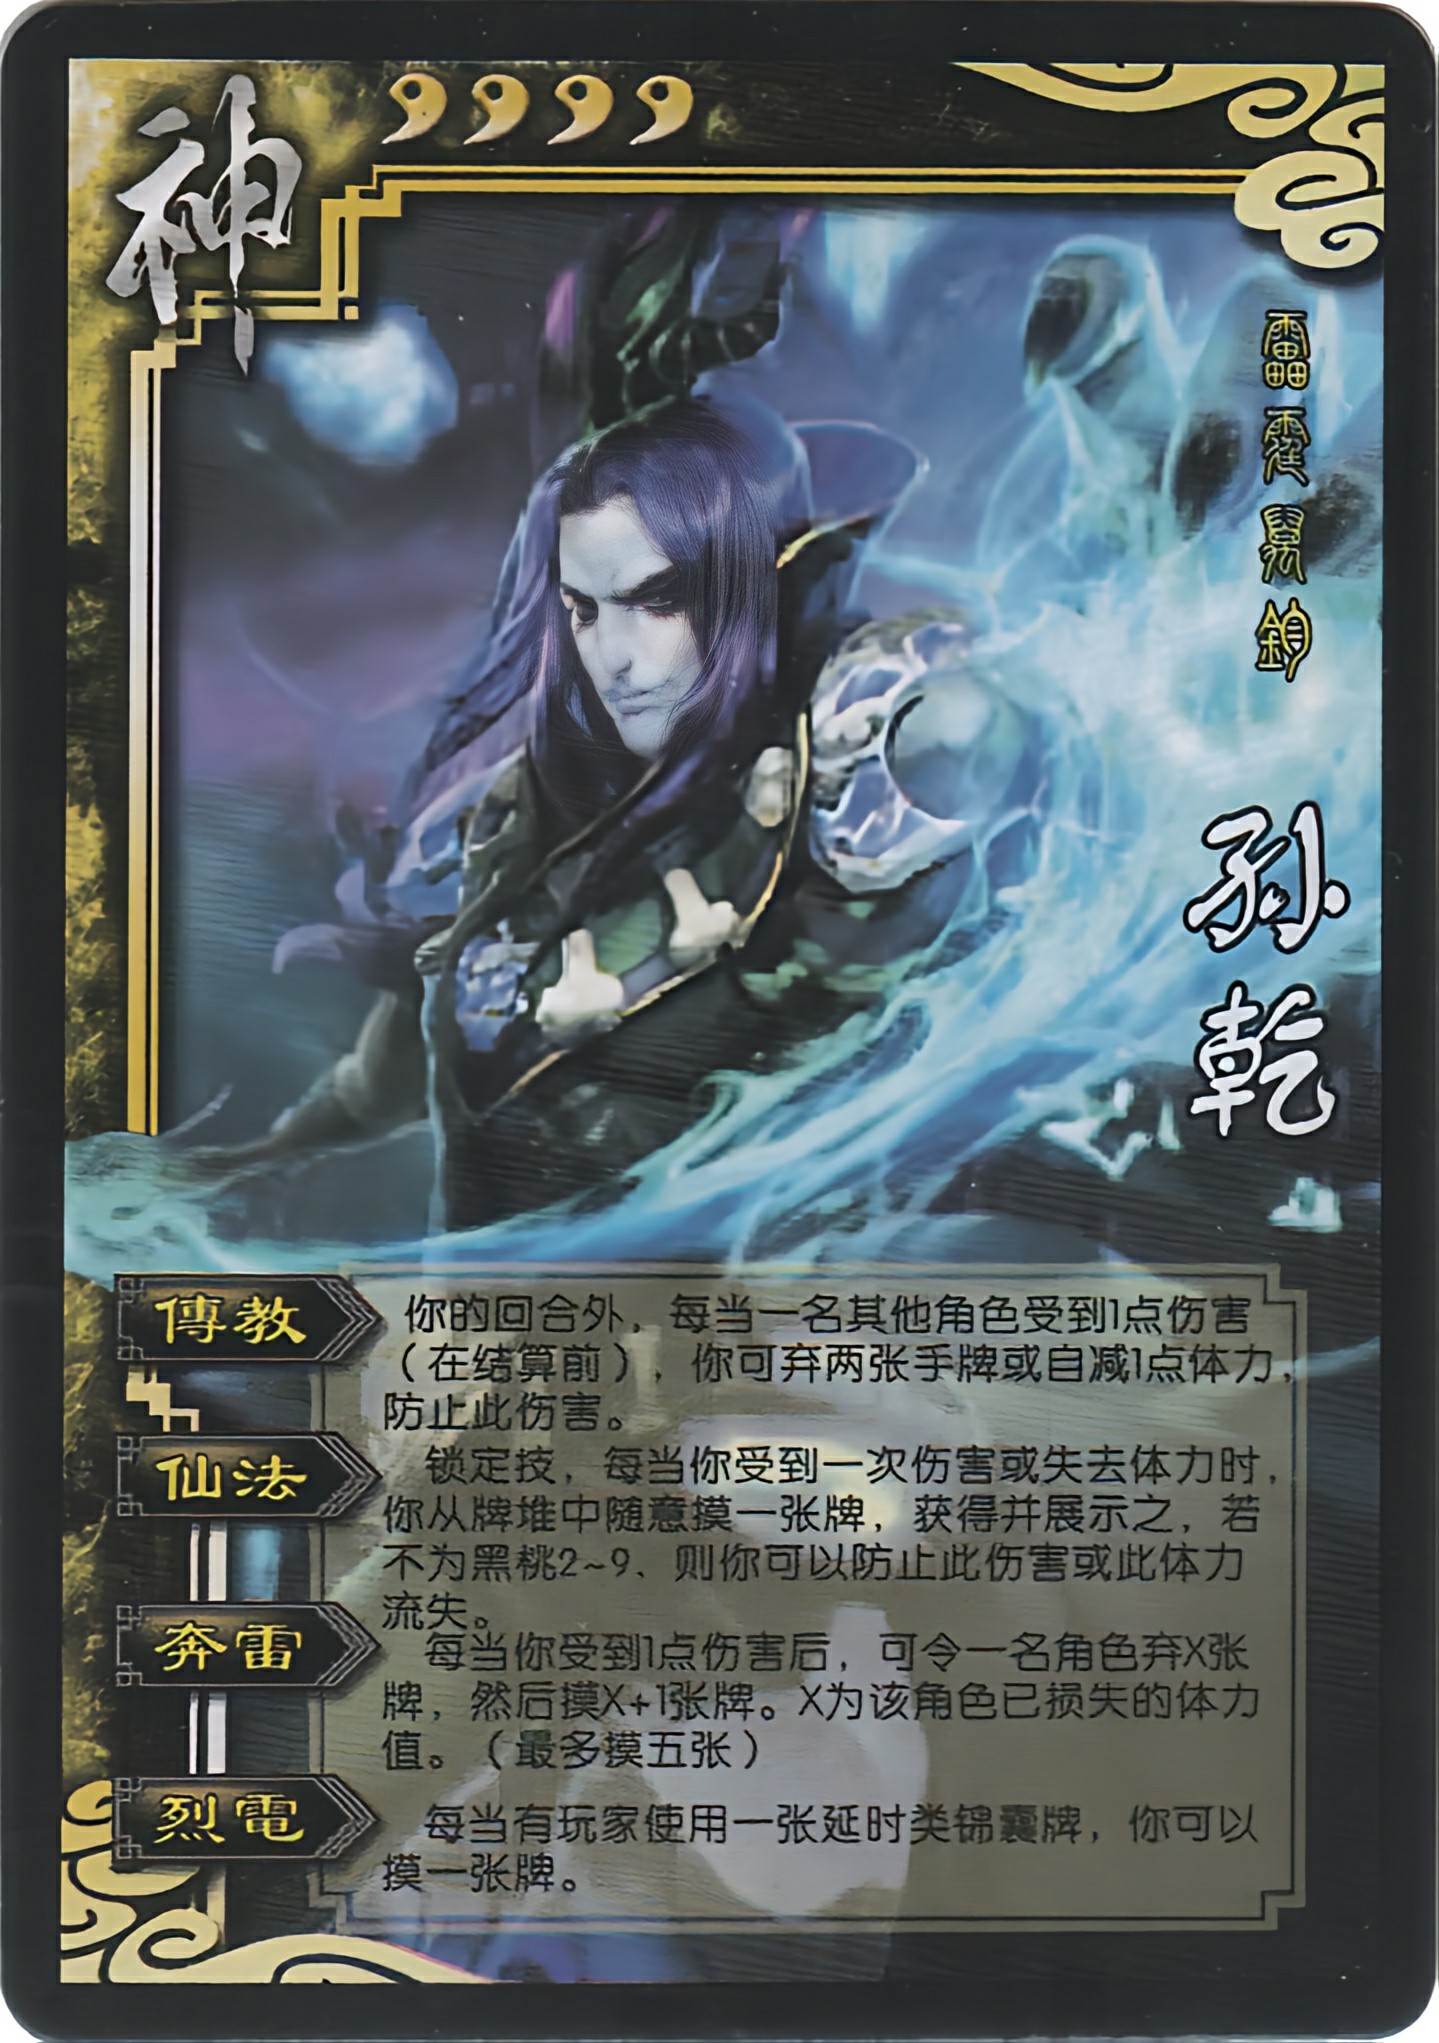 神
雷霆万钧
孙乾
傳教
你的回合外，每当一名其他角色受到1点伤害
（在结算前），你可弃两张手牌或自减1点体力，
防止此伤害。
仙法
锁定技，每当你受到一次伤害或失去体力时，
你从牌堆中随意摸一张牌，获得并展示之，若
不为黑桃2~9、则你可以防止此伤害或此体力
流失。
奔雷
每当你受到1点伤害后，可令一名角色弃X张
牌，然后摸X+1张牌。X为该角色已损失的体力
值。（最多摸五张）
烈電
每当有玩家使用一张延时类锦囊牌，你可以
摸一张牌。